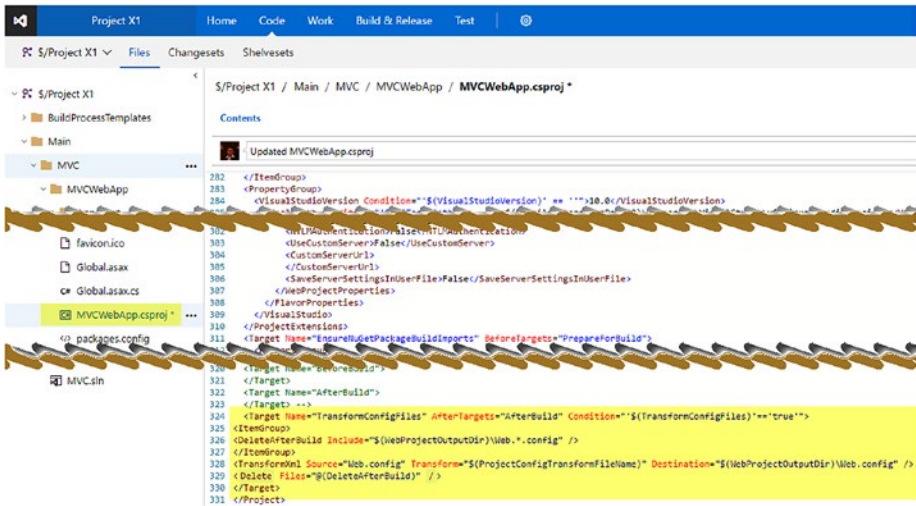 Project X1 Home Code Work Build & Release Test
$/Project X1 Files Changesets Shelvesets
$/Project X1
BuildProcessTemplates
Main
MVC
MVCWebApp
favicon.ico
Global.asax
C# Global.asax.cs
MVCWebApp.csproj *
packages.config
MVC.sln
$/Project X1 / Main / MVC / MVCWebApp / MVCWebApp.csproj *
Contents
Updated MVCWebApp.csproj
282 </ItemGroup>
283 <PropertyGroup>
284 <VisualStudioVersion Condition="'$(VisualStudioVersion)' == ''">10.0</VisualStudioVersion>
302 <NTLMAuthentication>False</NTLMAuthentication>
303 <UseCustomServer>False</UseCustomServer>
304 <CustomServerUrl>
305 </CustomServerUrl>
306 <SaveServerSettingsInUserFile>False</SaveServerSettingsInUserFile>
307 </WebProjectProperties>
308 </FlavorProperties>
309 </VisualStudio>
310 </ProjectExtensions>
311 <Target Name="EnsureNuGetPackageBuildImports" BeforeTargets="PrepareForBuild">
320 <Target Name="BeforeBuild">
321 </Target>
322 <Target Name="AfterBuild">
323 </Target> -->
324 <Target Name="TransformConfigFiles" AfterTargets="AfterBuild" Condition="'$(TransformConfigFiles)'=='true'">
325 <ItemGroup>
326 <DeleteAfterBuild Include="$(WebProjectOutputDir)\Web.*.config" />
327 </ItemGroup>
328 <TransformXml Source="Web.config" Transform="$(ProjectConfigTransformFileName)" Destination="$(WebProjectOutputDir)\Web.config" />
329 <Delete Files="@(DeleteAfterBuild)" />
330 </Target>
331 </Project>